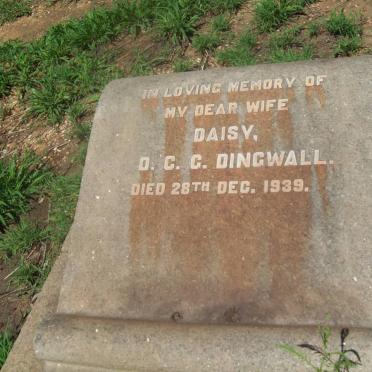 IN LOVING MEMORY OF
MY DEAR WIFE
DAISY,
D. C. C. DINGWALL.
DIED 28TH DEC. 1939.